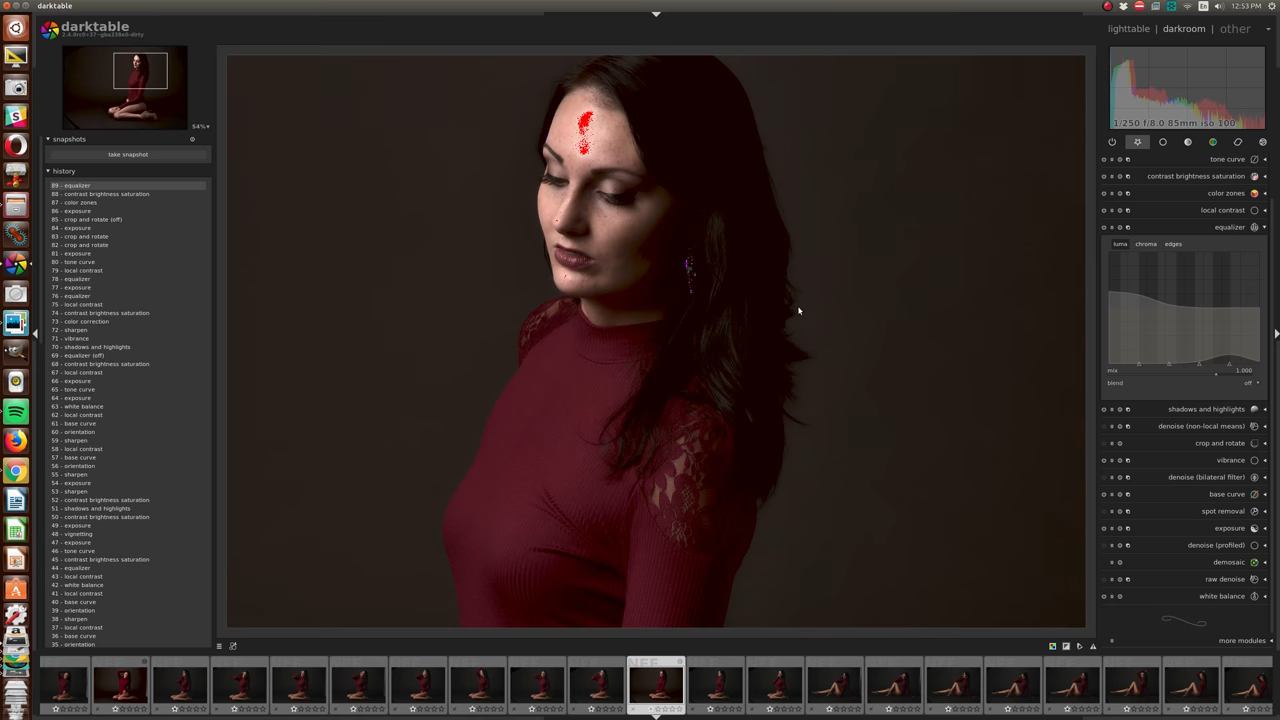 darktable
En
12:53 PM
darktable
lighttable | darkroom | other
54%
1/250 f/8.0 85mm iso 100
snapshots
take snapshot
history
89 - equalizer
88 - contrast brightness saturation
87 - color zones
86 - exposure
85 - crop and rotate (off)
84 - exposure
83 - crop and rotate
82 - crop and rotate
81 - exposure
80 - tone curve
79 - local contrast
78 - equalizer
77 - exposure
76 - equalizer
75 - local contrast
74 - contrast brightness saturation
73 - color correction
72 - sharpen
71 - vibrance
70 - shadows and highlights
69 - equalizer (off)
68 - contrast brightness saturation
67 - local contrast
66 - exposure
65 - tone curve
64 - exposure
63 - white balance
62 - local contrast
61 - base curve
60 - orientation
59 - sharpen
58 - local contrast
57 - base curve
56 - orientation
55 - sharpen
54 - exposure
53 - sharpen
52 - contrast brightness saturation
51 - shadows and highlights
50 - contrast brightness saturation
49 - exposure
48 - vignetting
47 - exposure
46 - tone curve
45 - contrast brightness saturation
44 - equalizer
43 - local contrast
42 - white balance
41 - local contrast
40 - base curve
39 - orientation
38 - sharpen
37 - local contrast
36 - base curve
35 - orientation
tone curve
contrast brightness saturation
color zones
local contrast
equalizer
luma chroma edges
mix 1.000
blend off
shadows and highlights
denoise (non-local means)
crop and rotate
vibrance
denoise (bilateral filter)
base curve
spot removal
exposure
denoise (profiled)
demosaic
raw denoise
white balance
more modules
NEF